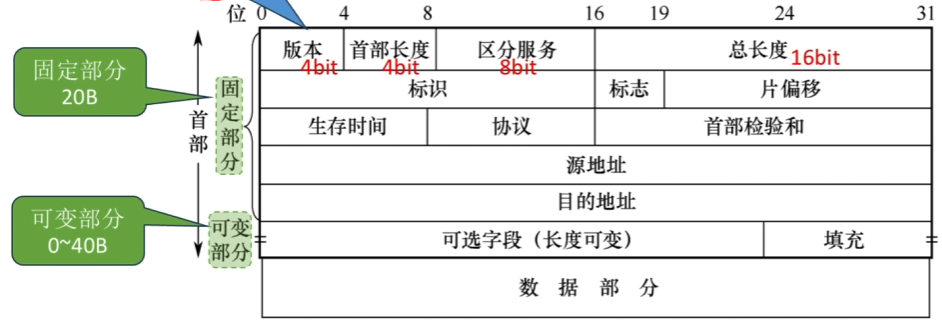 位 0 4 8 16 19 24 31
版本 首部长度 区分服务 总长度
4bit 4bit 8bit 16bit
固定部分
20B
标识 标志 片偏移
首部
固定部分
生存时间 协议 首部检验和
源地址
目的地址
可变部分
0~40B
可变
部分
可选字段（长度可变） 填充
数据部分